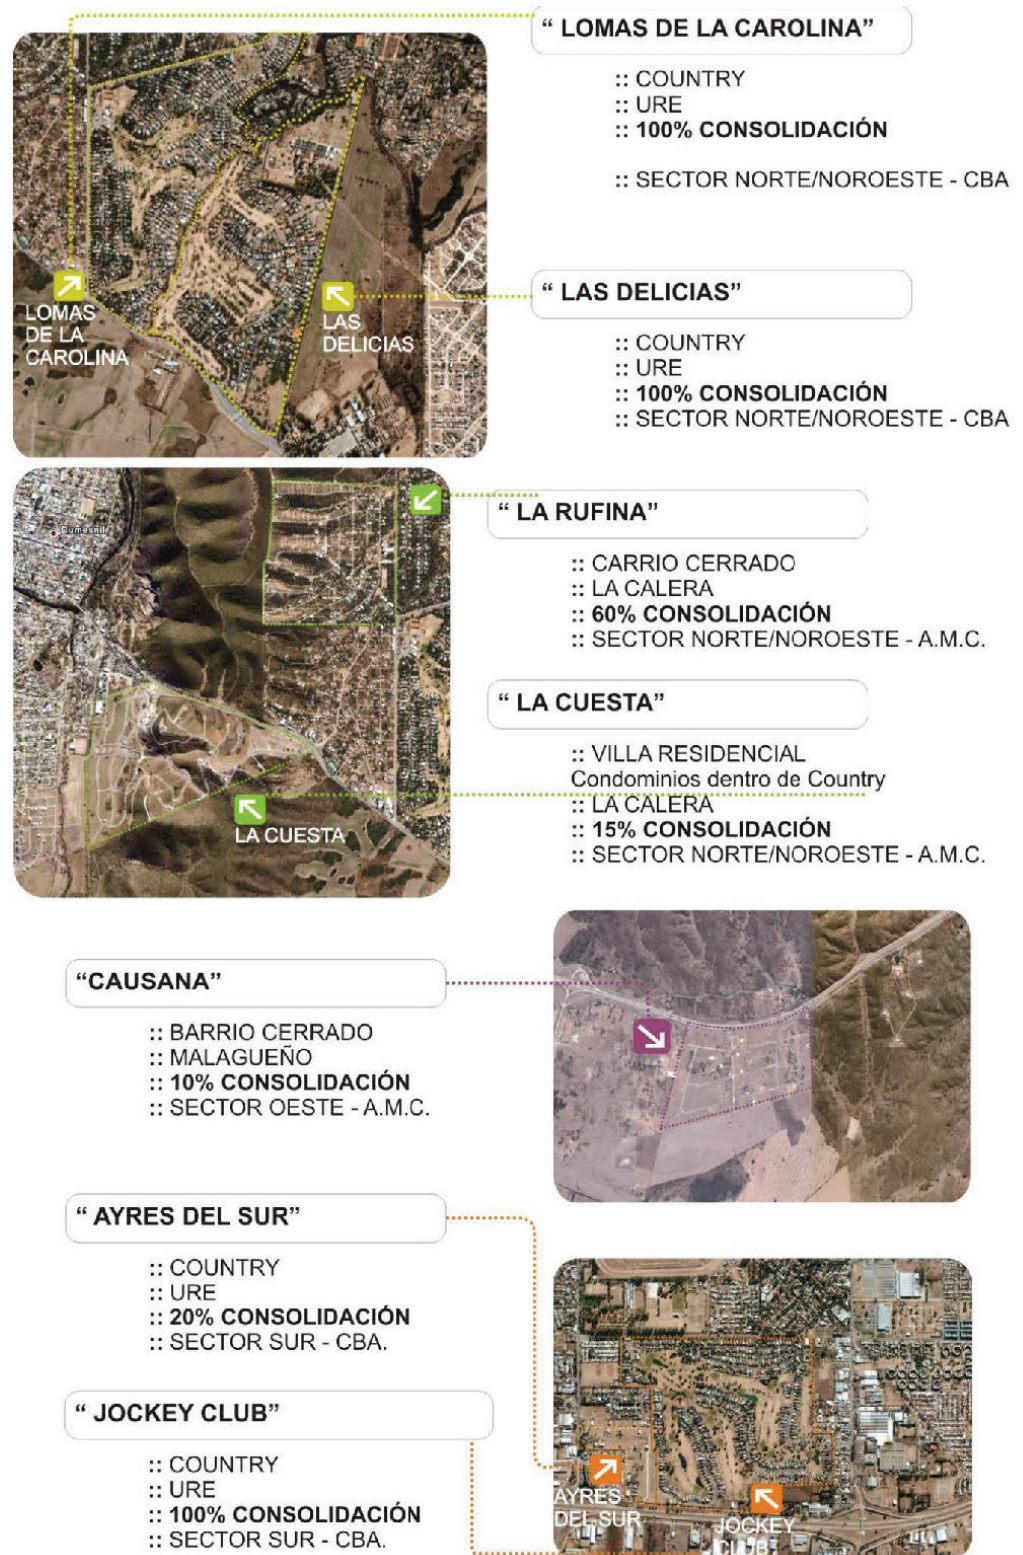 “ LOMAS DE LA CAROLINA”
:: COUNTRY
:: URE
:: 100% CONSOLIDACIÓN
:: SECTOR NORTE/NOROESTE - CBA
LOMAS
DE LA
CAROLINA
LAS
DELICIAS
“ LAS DELICIAS”
:: COUNTRY
:: URE
:: 100% CONSOLIDACIÓN
:: SECTOR NORTE/NOROESTE - CBA
Dumesnil
“ LA RUFINA”
:: CARRIO CERRADO
:: LA CALERA
:: 60% CONSOLIDACIÓN
:: SECTOR NORTE/NOROESTE - A.M.C.
“ LA CUESTA”
:: VILLA RESIDENCIAL
Condominios dentro de Country
:: LA CALERA
:: 15% CONSOLIDACIÓN
:: SECTOR NORTE/NOROESTE - A.M.C.
LA CUESTA
“CAUSANA”
:: BARRIO CERRADO
:: MALAGUEÑO
:: 10% CONSOLIDACIÓN
:: SECTOR OESTE - A.M.C.
“ AYRES DEL SUR”
:: COUNTRY
:: URE
:: 20% CONSOLIDACIÓN
:: SECTOR SUR - CBA.
“ JOCKEY CLUB”
:: COUNTRY
:: URE
:: 100% CONSOLIDACIÓN
:: SECTOR SUR - CBA.
AYRES
DEL SUR
JOCKEY
CLUB